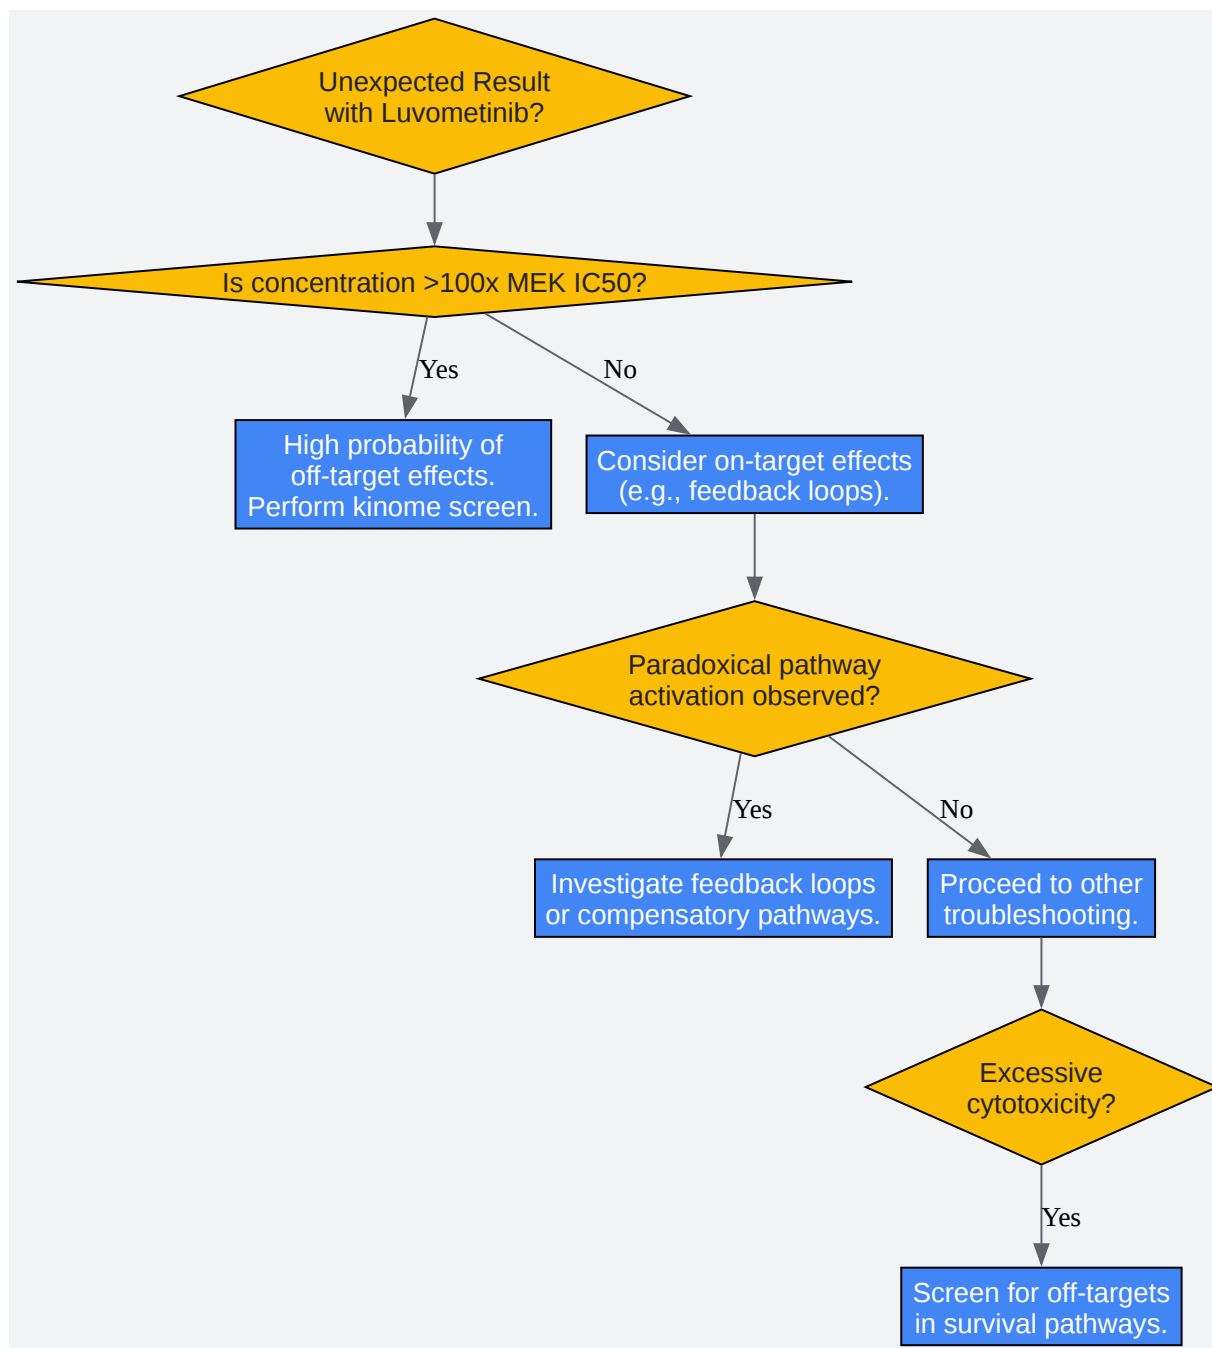 Unexpected Result
with Luvometinib?
Is concentration >100x MEK IC50?
Yes
No
High probability of
off-target effects.
Perform kinome screen.
Consider on-target effects
(e.g., feedback loops).
Paradoxical pathway
activation observed?
Yes
No
Investigate feedback loops
or compensatory pathways.
Proceed to other
troubleshooting.
Excessive
cytotoxicity?
Yes
Screen for off-targets
in survival pathways.